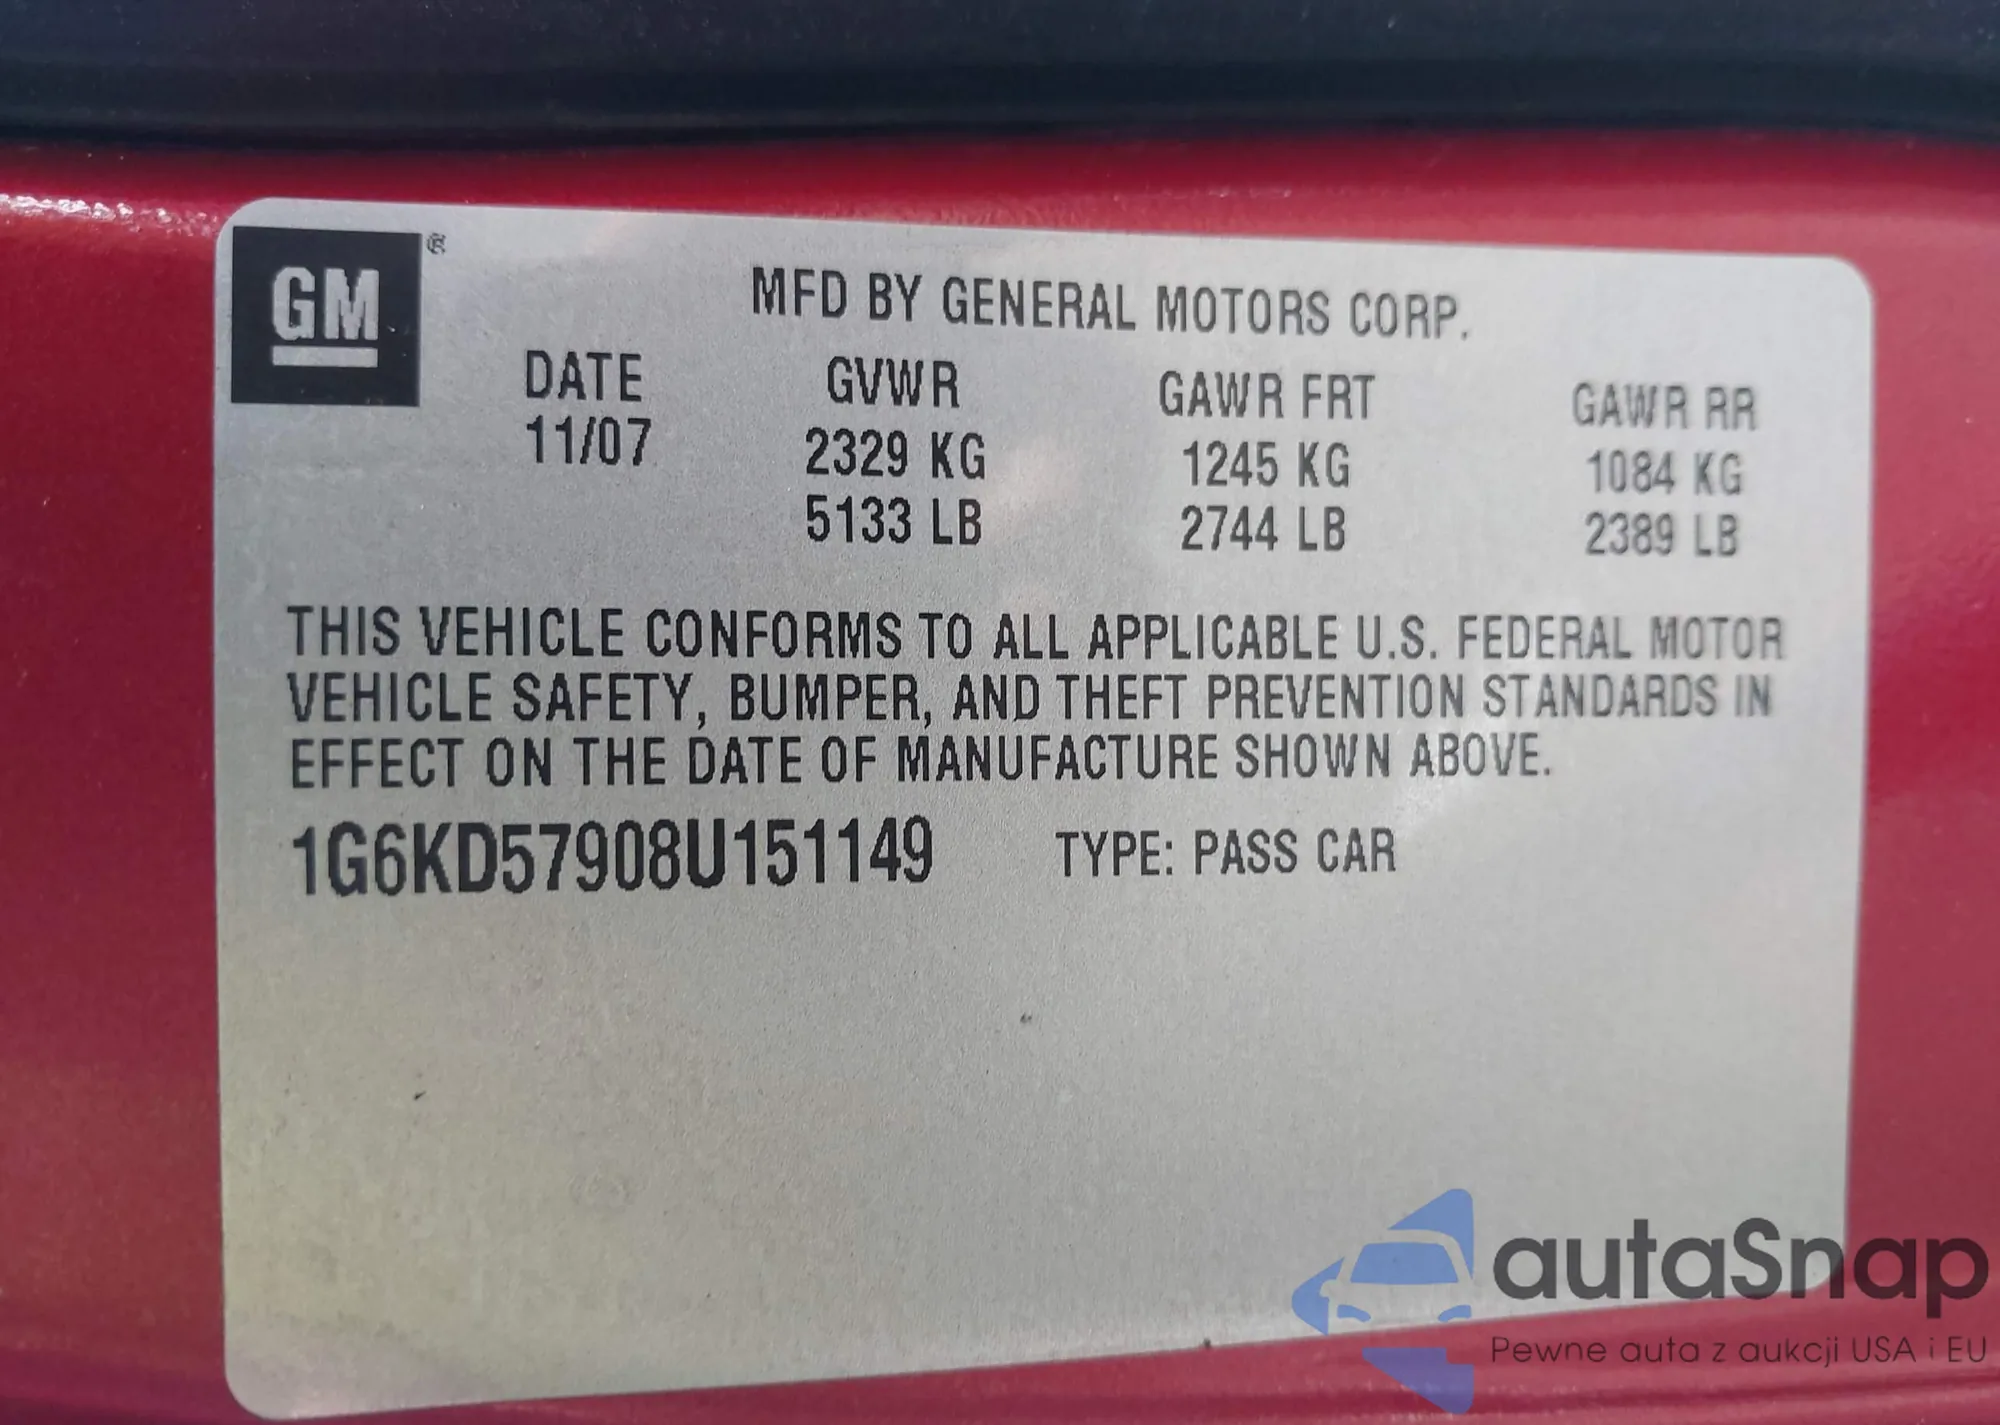 GM®
MFD BY GENERAL MOTORS CORP.
DATE GVWR GAWR FRT GAWR RR
11/07 2329 KG 1245 KG 1084 KG
5133 LB 2744 LB 2389 LB
THIS VEHICLE CONFORMS TO ALL APPLICABLE U.S. FEDERAL MOTOR
VEHICLE SAFETY, BUMPER, AND THEFT PREVENTION STANDARDS IN
EFFECT ON THE DATE OF MANUFACTURE SHOWN ABOVE.
1G6KD57908U151149 TYPE: PASS CAR
autaSnap
Pewne auta z aukcji USA i EU